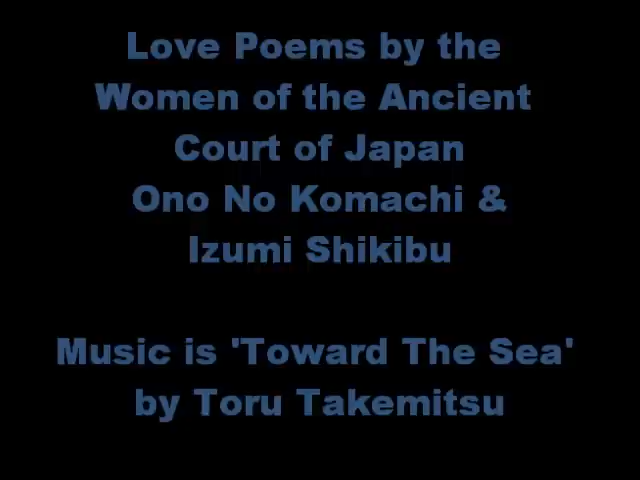 Love Poems by the
Women of the Ancient
Court of Japan
Ono No Komachi &
Izumi Shikibu
Music is 'Toward The Sea'
by Toru Takemitsu